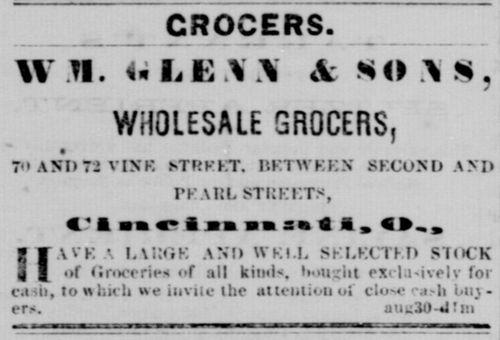 GROCERS.
WM. GLENN & SONS,
WHOLESALE GROCERS,
70 AND 72 VINE STREET, BETWEEN SECOND AND
PEARL STREETS,
Cincinnati, O.,
HAVE A LARGE AND WELL SELECTED STOCK
of Groceries of all kinds, bought exclusively for
cash, to which we invite the attention of close cash buy-
ers.